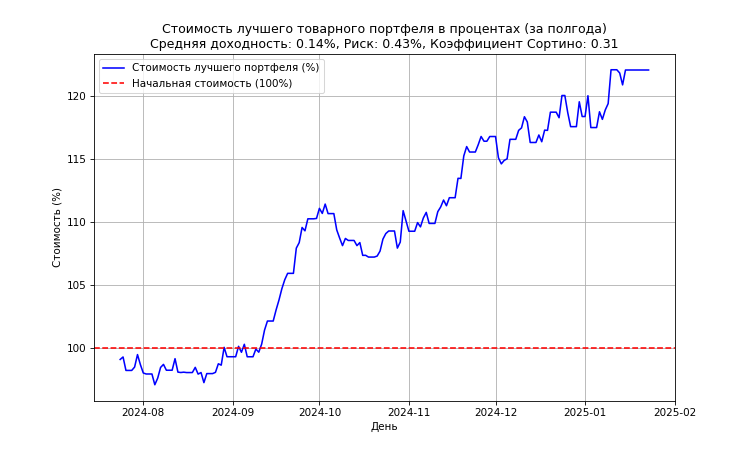 Стоимость лучшего товарного портфеля в процентах (за полгода)
Средняя доходность: 0.14%, Риск: 0.43%, Коэффициент Сортино: 0.31
Стоимость лучшего портфеля (%)
Начальная стоимость (100%)
Стоимость (%)
120
115
110
105
100
2024-08
2024-09
2024-10
2024-11
2024-12
2025-01
2025-02
День